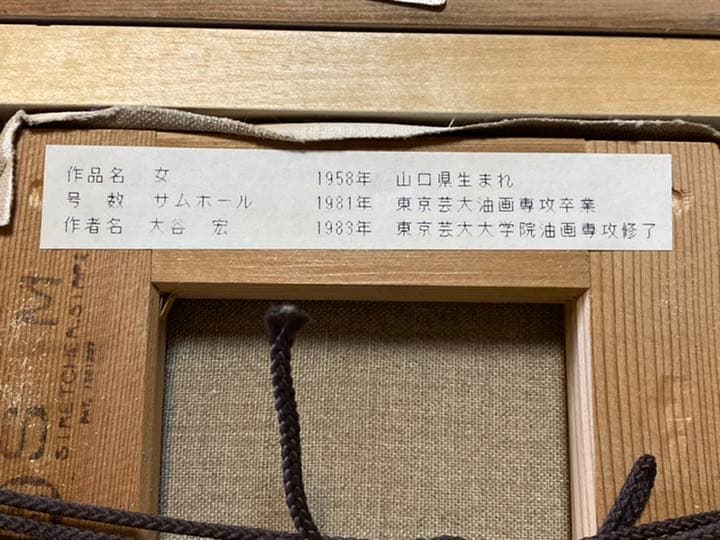 作品名　女　1958年　山口県生まれ
号　数　サムホール　1981年　東京芸大油画専攻卒業
作者名　大谷　宏　1983年　東京芸大大学院油画専攻修了
M
STRETCHER STRIPS